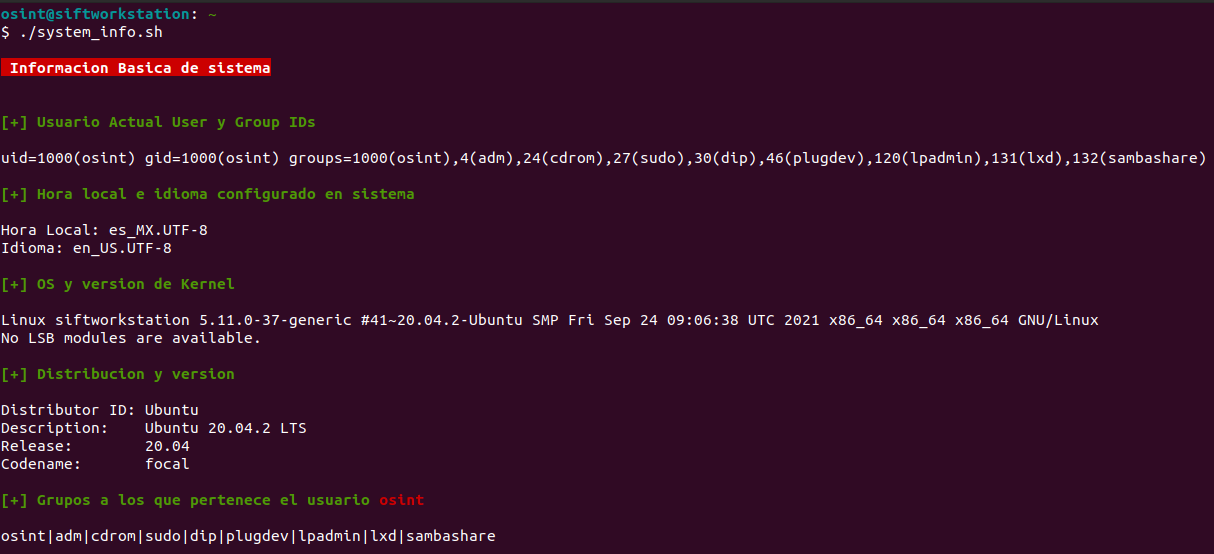 osint@siftworkstation: ~
$ ./system_info.sh
Informacion Basica de sistema
[+] Usuario Actual User y Group IDs
uid=1000(osint) gid=1000(osint) groups=1000(osint),4(adm),24(cdrom),27(sudo),30(dip),46(plugdev),120(lpadmin),131(lxd),132(sambashare)
[+] Hora local e idioma configurado en sistema
Hora Local: es_MX.UTF-8
Idioma: en_US.UTF-8
[+] OS y version de Kernel
Linux siftworkstation 5.11.0-37-generic #41~20.04.2-Ubuntu SMP Fri Sep 24 09:06:38 UTC 2021 x86_64 x86_64 x86_64 GNU/Linux
No LSB modules are available.
[+] Distribucion y version
Distributor ID: Ubuntu
Description:    Ubuntu 20.04.2 LTS
Release:        20.04
Codename:       focal
[+] Grupos a los que pertenece el usuario osint
osint|adm|cdrom|sudo|dip|plugdev|lpadmin|lxd|sambashare